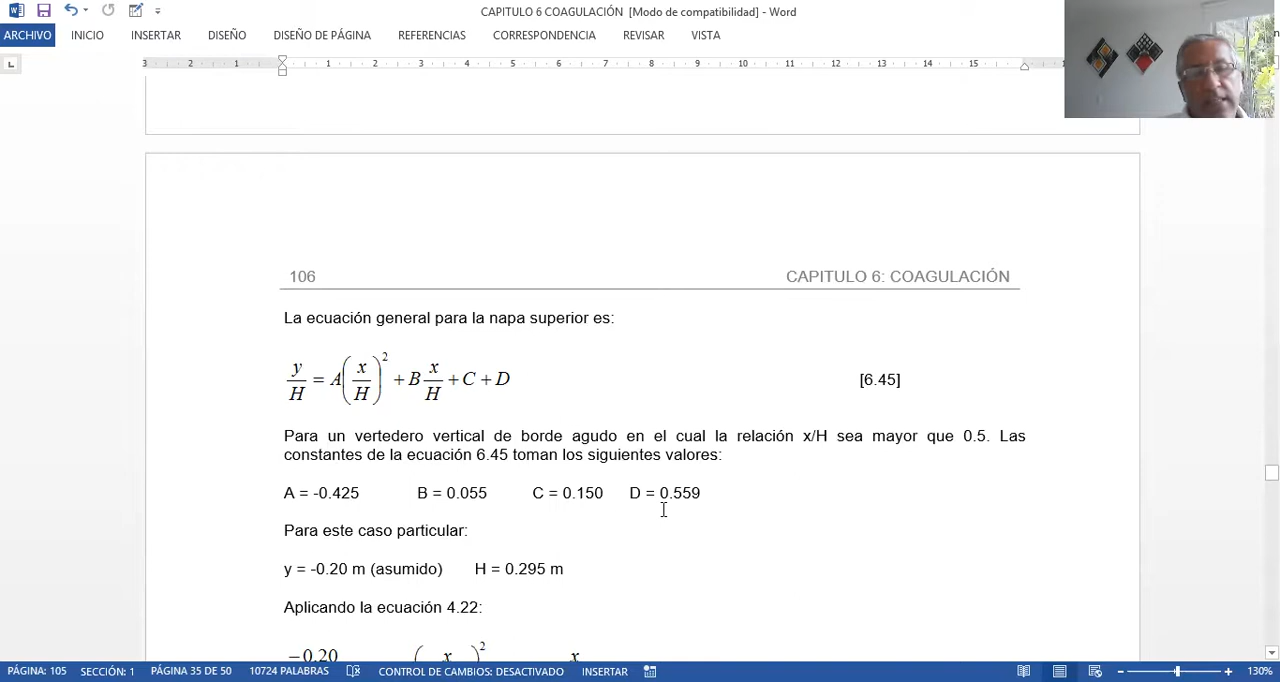 CAPITULO 6 COAGULACIÓN [Modo de compatibilidad] - Word
ARCHIVO INICIO INSERTAR DISEÑO DISEÑO DE PÁGINA REFERENCIAS CORRESPONDENCIA REVISAR VISTA
3 2 1 1 2 3 4 5 6 7 8 9 10 11 12 13 14 15
106 CAPITULO 6: COAGULACIÓN
La ecuación general para la napa superior es:
y/H = A(x/H)² + B x/H + C + D [6.45]
Para un vertedero vertical de borde agudo en el cual la relación x/H sea mayor que 0.5. Las
constantes de la ecuación 6.45 toman los siguientes valores:
A = -0.425 B = 0.055 C = 0.150 D = 0.559
Para este caso particular:
y = -0.20 m (asumido) H = 0.295 m
Aplicando la ecuación 4.22:
−0.20 ( x )² x
PÁGINA: 105 SECCIÓN: 1 PÁGINA 35 DE 50 10724 PALABRAS CONTROL DE CAMBIOS: DESACTIVADO INSERTAR 130%